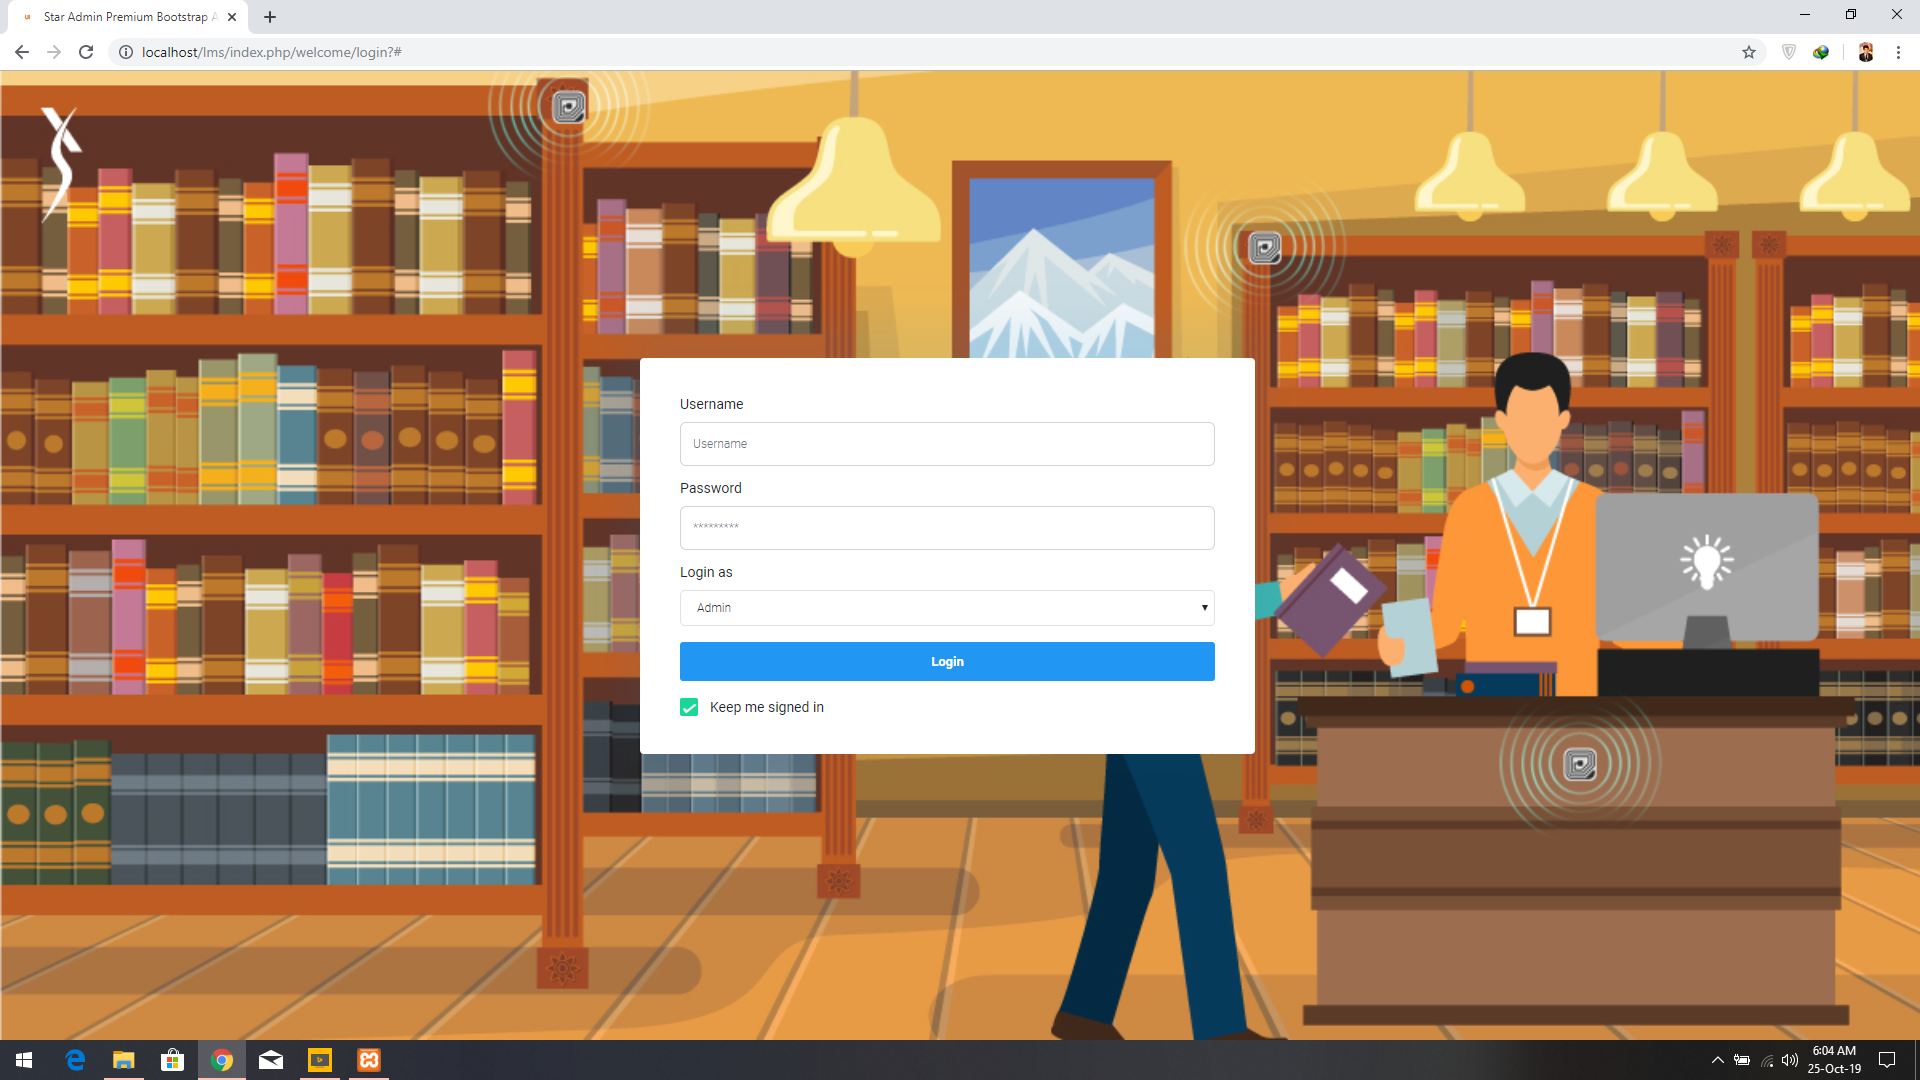 Star Admin Premium Bootstrap A
localhost/lms/index.php/welcome/login?#
Username
Username
Password
*********
Login as
Admin
Login
Keep me signed in
6:04 AM
25-Oct-19